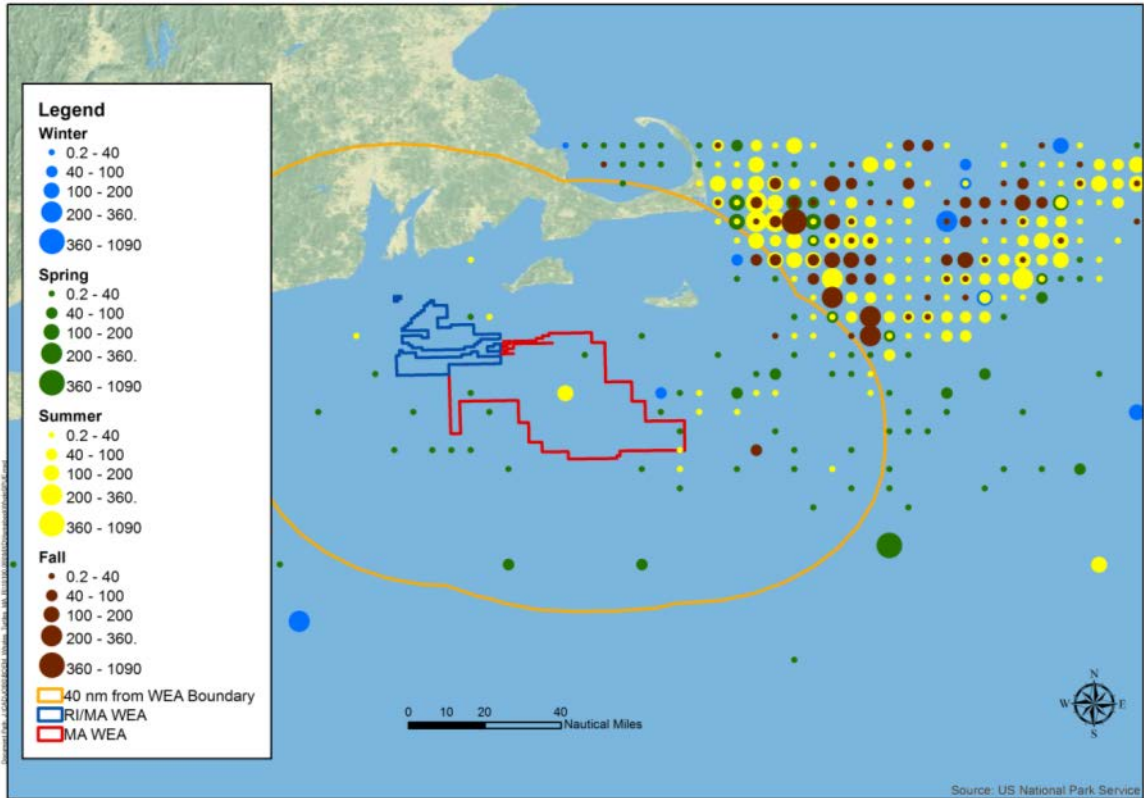 Legend
Winter
0.2 - 40
40 - 100
100 - 200
200 - 360.
360 - 1090
Spring
0.2 - 40
40 - 100
100 - 200
200 - 360.
360 - 1090
Summer
0.2 - 40
40 - 100
100 - 200
200 - 360.
360 - 1090
Fall
0.2 - 40
40 - 100
100 - 200
200 - 360.
360 - 1090
40 nm from WEA Boundary
RI/MA WEA
MA WEA
0 10 20 40
Nautical Miles
N
W E
S
Source: US National Park Service